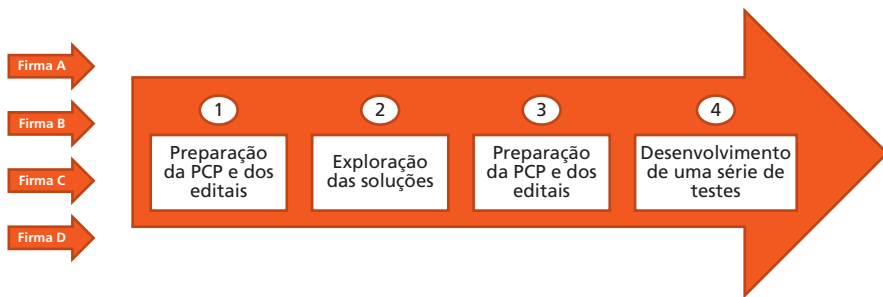 Firma A
Firma B
Firma C
Firma D
1
Preparação
da PCP e dos
editais
2
Exploração
das soluções
3
Preparação
da PCP e dos
editais
4
Desenvolvimento
de uma série de
testes